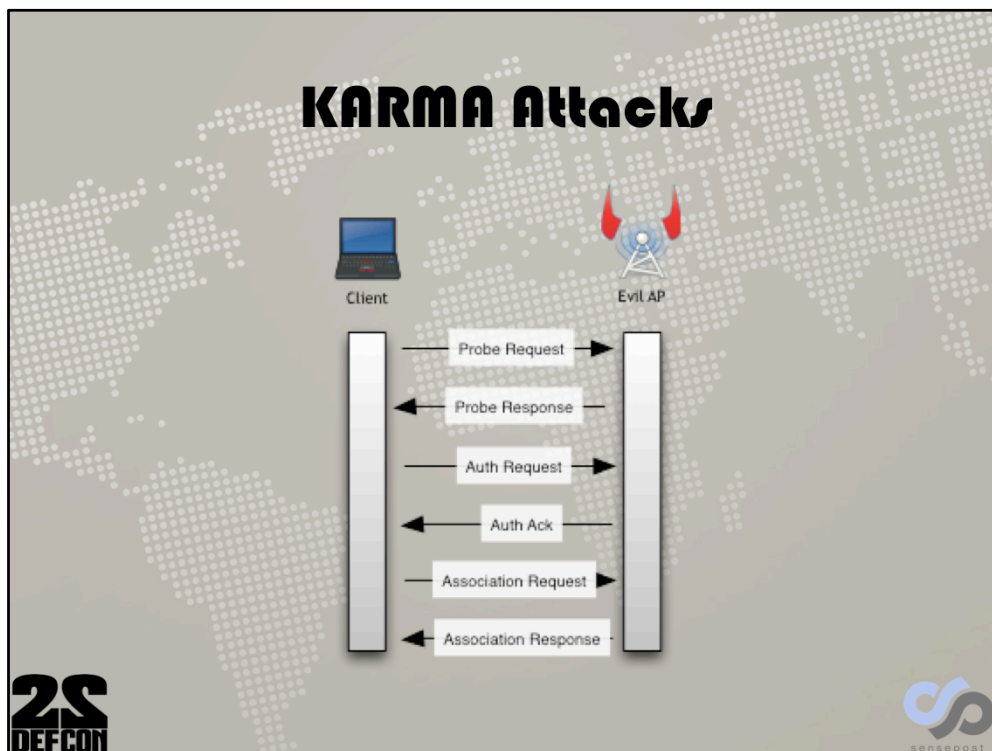 KARMA Attacks
Client
Evil AP
Probe Request
Probe Response
Auth Request
Auth Ack
Association Request
Association Response
2S
DEFCON
sensepost